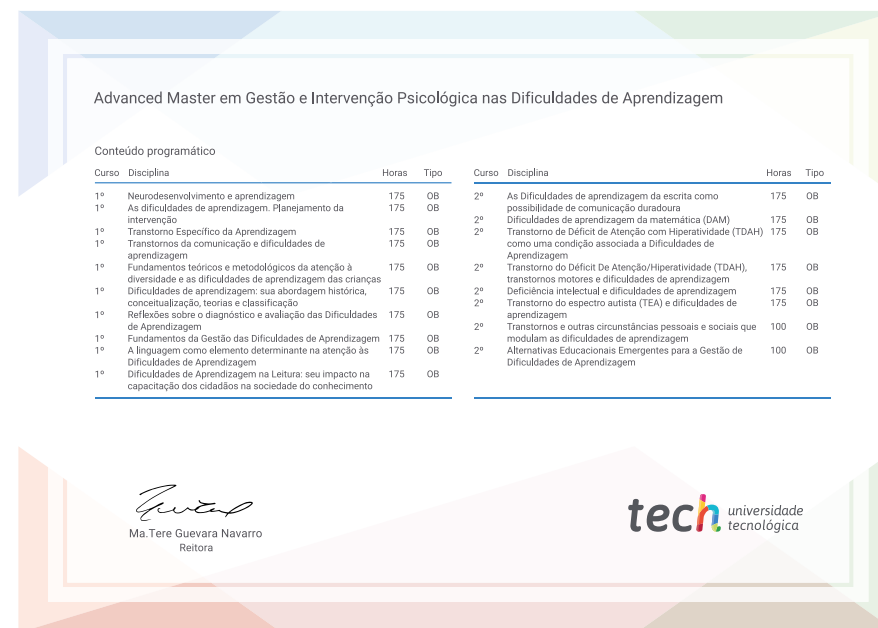 Advanced Master em Gestão e Intervenção Psicológica nas Dificuldades de Aprendizagem
Conteúdo programático
Curso Disciplina Horas Tipo
1º Neurodesenvolvimento e aprendizagem 175 OB
1º As dificuldades de aprendizagem. Planejamento da 175 OB
intervenção
1º Transtorno Específico da Aprendizagem 175 OB
1º Transtornos da comunicação e dificuldades de 175 OB
aprendizagem
1º Fundamentos teóricos e metodológicos da atenção à 175 OB
diversidade e as dificuldades de aprendizagem das crianças
1º Dificuldades de aprendizagem: sua abordagem histórica, 175 OB
conceitualização, teorias e classificação
1º Reflexões sobre o diagnóstico e avaliação das Dificuldades 175 OB
de Aprendizagem
1º Fundamentos da Gestão das Dificuldades de Aprendizagem 175 OB
1º A linguagem como elemento determinante na atenção às 175 OB
Dificuldades de Aprendizagem
1º Dificuldades de Aprendizagem na Leitura: seu impacto na 175 OB
capacitação dos cidadãos na sociedade do conhecimento
Curso Disciplina Horas Tipo
2º As Dificuldades de aprendizagem da escrita como 175 OB
possibilidade de comunicação duradoura
2º Dificuldades de aprendizagem da matemática (DAM) 175 OB
2º Transtorno de Déficit de Atenção com Hiperatividade (TDAH) 175 OB
como uma condição associada a Dificuldades de
Aprendizagem
2º Transtorno do Déficit De Atenção/Hiperatividade (TDAH), 175 OB
transtornos motores e dificuldades de aprendizagem
2º Deficiência intelectual e dificuldades de aprendizagem 175 OB
2º Transtorno do espectro autista (TEA) e dificuldades de 175 OB
aprendizagem
2º Transtornos e outras circunstâncias pessoais e sociais que 100 OB
modulam as dificuldades de aprendizagem
2º Alternativas Educacionais Emergentes para a Gestão de 100 OB
Dificuldades de Aprendizagem
Ma.Tere Guevara Navarro
Reitora
tech universidade
tecnológica